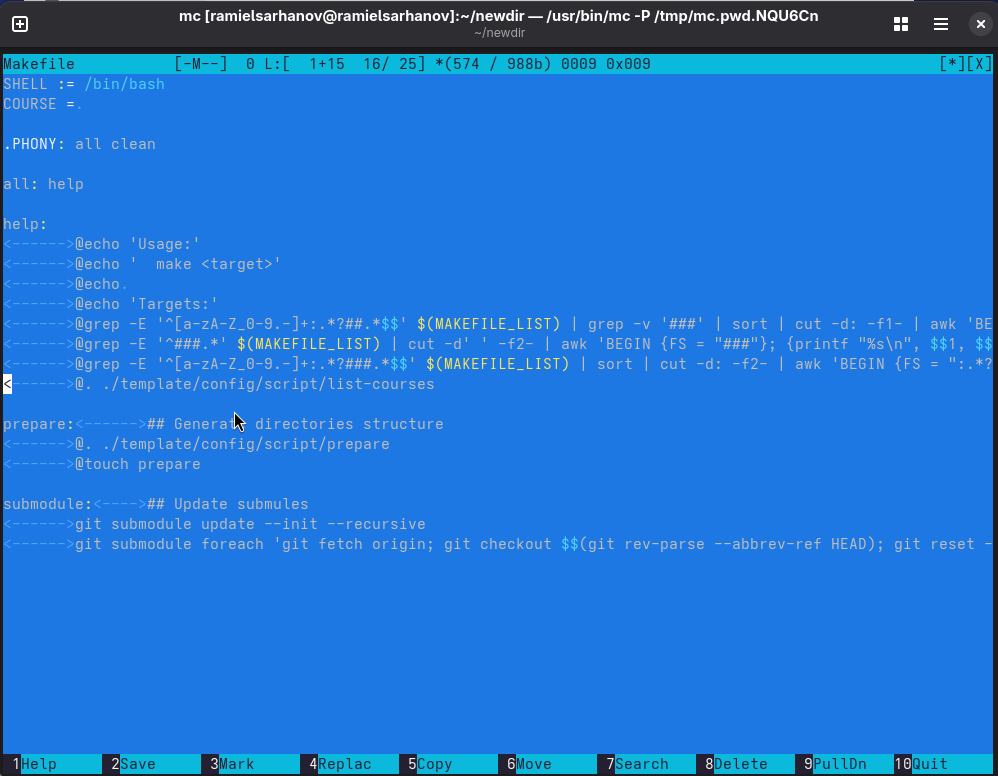 mc [ramielsarhanov@ramielsarhanov]:~/newdir — /usr/bin/mc -P /tmp/mc.pwd.NQU6Cn
~/newdir
Makefile [-M--] 0 L:[ 1+15 16/ 25] *(574 / 988b) 0009 0x009 [*][X]
SHELL := /bin/bash
COURSE =.
.PHONY: all clean
all: help
help:
<------>@echo 'Usage:'
<------>@echo '  make <target>'
<------>@echo.
<------>@echo 'Targets:'
<------>@grep -E '^[a-zA-Z_0-9.-]+:.*?##.*$$' $(MAKEFILE_LIST) | grep -v '###' | sort | cut -d: -f1- | awk 'BE
<------>@grep -E '^###.*' $(MAKEFILE_LIST) | cut -d' ' -f2- | awk 'BEGIN {FS = "###"}; {printf "%s\n", $$1, $$
<------>@grep -E '^[a-zA-Z_0-9.-]+:.*?###.*$$' $(MAKEFILE_LIST) | sort | cut -d: -f2- | awk 'BEGIN {FS = ":.*?
<------>@. ./template/config/script/list-courses
prepare:<------>## Generate directories structure
<------>@. ./template/config/script/prepare
<------>@touch prepare
submodule:<---->## Update submules
<------>git submodule update --init --recursive
<------>git submodule foreach 'git fetch origin; git checkout $$(git rev-parse --abbrev-ref HEAD); git reset -
1Help 2Save 3Mark 4Replac 5Copy 6Move 7Search 8Delete 9PullDn 10Quit